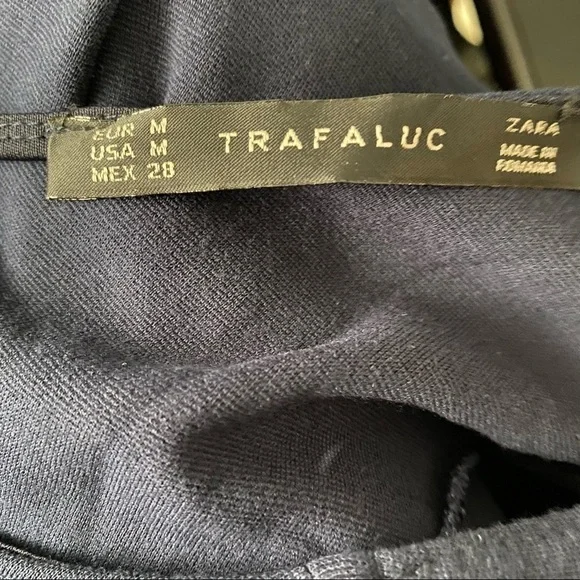 EUR M
USA M
MEX 28
TRAFALUC
ZARA
MADE IN
ROMANIA